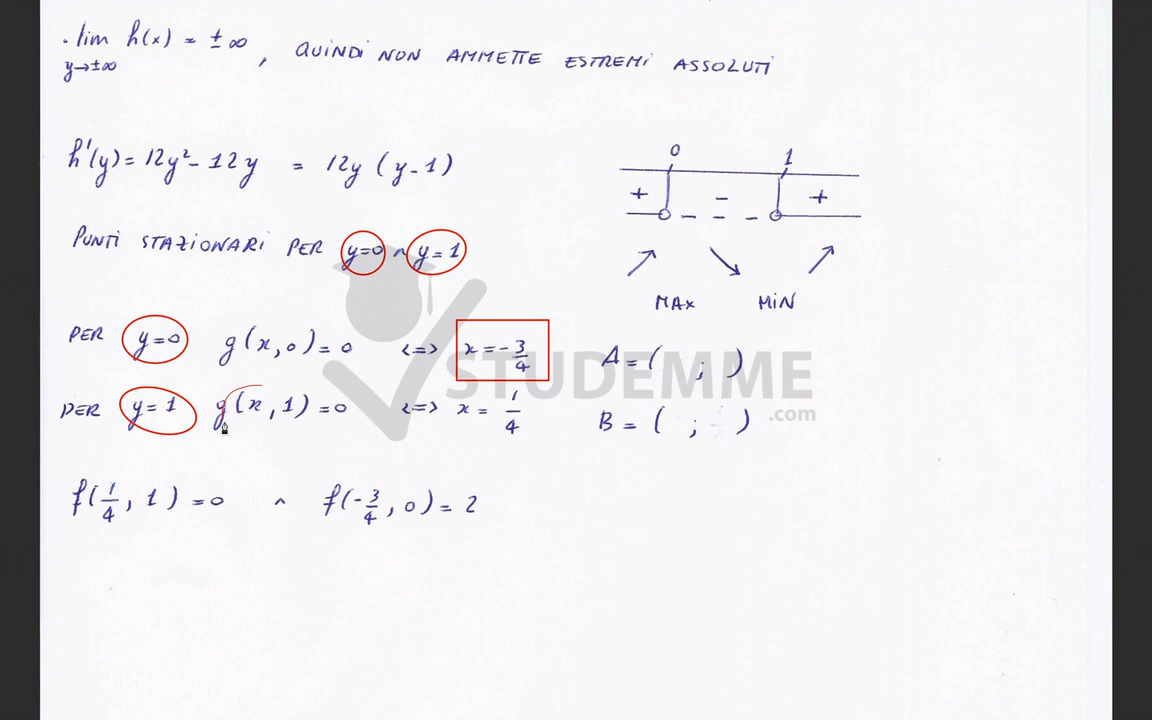 . lim h(x) = ±∞ , QUINDI NON AMMETTE ESTREMI ASSOLUTI
y→±∞
h'(y) = 12y² - 12y = 12y (y - 1)
0 1
+ - - - - +
PUNTI STAZIONARI PER y=0 ∧ y=1
MAX MIN
PER y=0 g(x,0)=0 <=> x=-3/4 A=( ; )
STUDEMME
.com
PER y=1 g(x,1)=0 <=> x=1/4 B=( ; )
f(1/4, 1)=0 ∧ f(-3/4, 0)=2